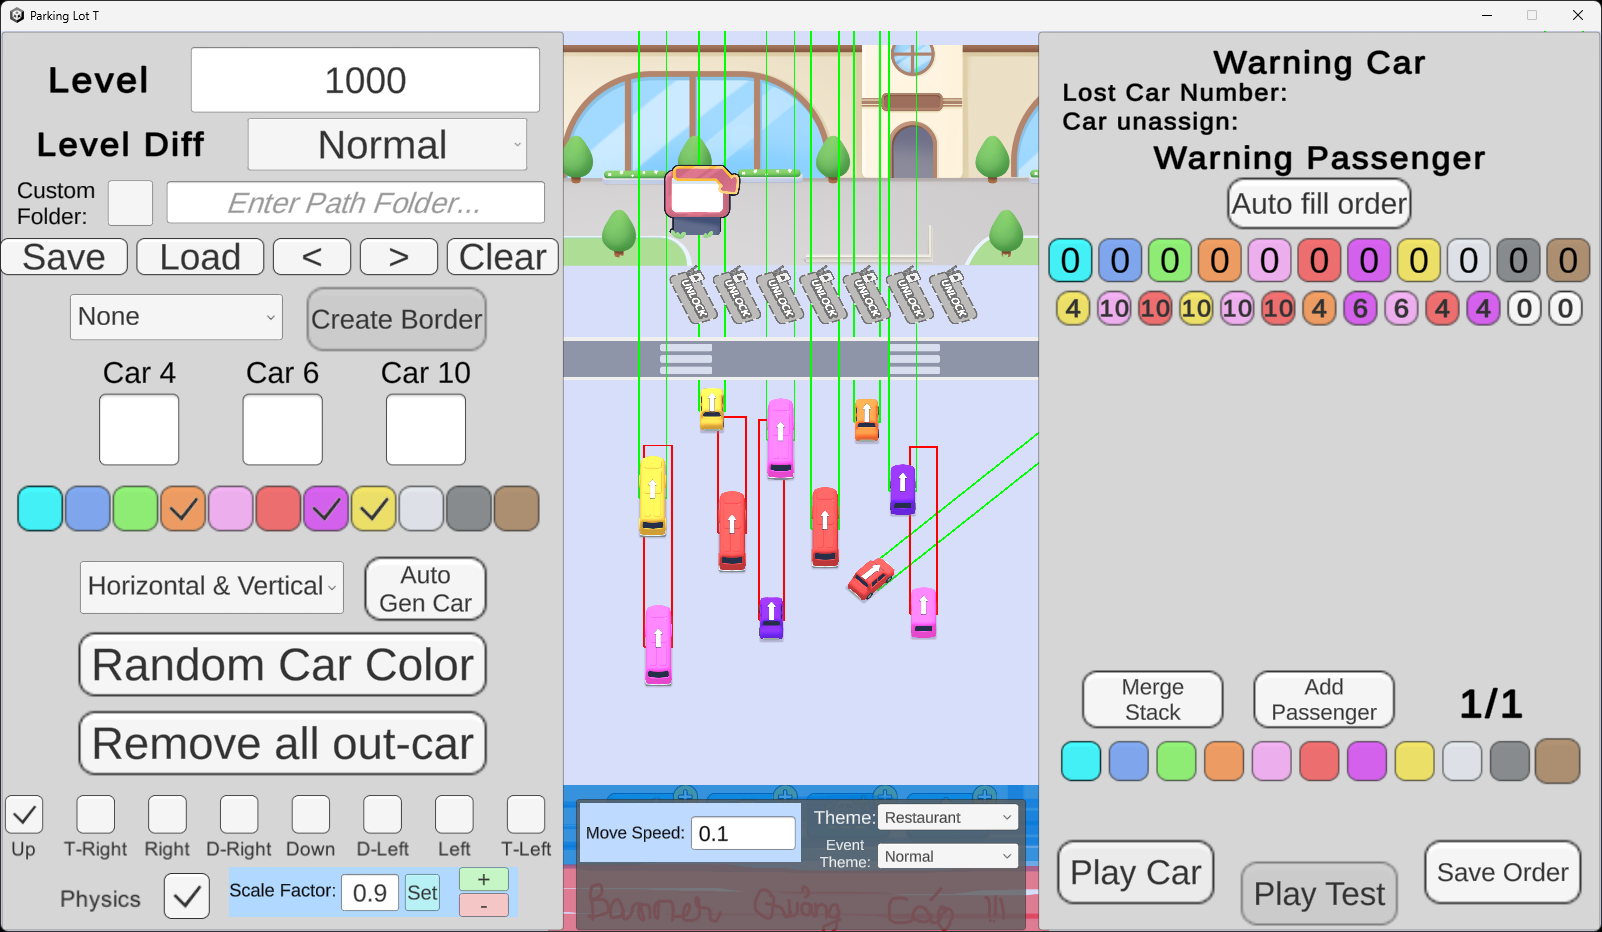 Parking Lot T
Level
1000
Level Diff
Normal
Custom
Folder:
Enter Path Folder...
Save
Load
<
>
Clear
None
Create Border
Car 4
Car 6
Car 10
Horizontal & Vertical
Auto
Gen Car
Random Car Color
Remove all out-car
Up
T-Right
Right
D-Right
Down
D-Left
Left
T-Left
Physics
Scale Factor:
0.9
Set
+
-
UNLOCK
UNLOCK
UNLOCK
UNLOCK
UNLOCK
UNLOCK
UNLOCK
Move Speed:
0.1
Theme:
Restaurant
Event
Theme:
Normal
Banner Quảng Cáo !!!
Warning Car
Lost Car Number:
Car unassign:
Warning Passenger
Auto fill order
0 0 0 0 0 0 0 0 0 0 0
4 10 10 10 10 10 4 6 6 4 4 0 0
Merge
Stack
Add
Passenger
1/1
Play Car
Play Test
Save Order